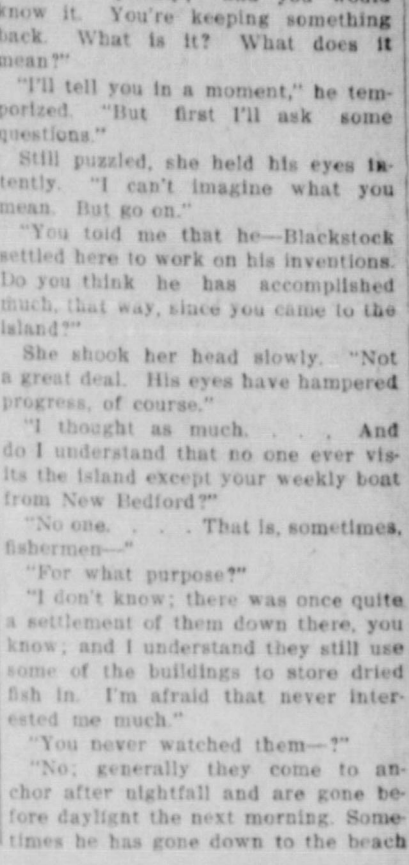 know it. You're keeping something
back. What is it? What does it
mean?"
"I'll tell you in a moment," he tem-
porized. "But first I'll ask some
questions."
Still puzzled, she held his eyes in-
tently. "I can't imagine what you
mean. But go on."
"You told me that he—Blackstock
settled here to work on his inventions.
Do you think he has accomplished
much, that way, since you came to the
island?"
She shook her head slowly. "Not
a great deal. His eyes have hampered
progress, of course."
"I thought as much. . . . And
do I understand that no one ever vis-
its the island except your weekly boat
from New Bedford?"
"No one. . . . That is, sometimes,
fishermen—"
"For what purpose?"
"I don't know; there was once quite
a settlement of them down there, you
know; and I understand they still use
some of the buildings to store dried
fish in. I'm afraid that never inter-
ested me much."
"You never watched them—?"
"No; generally they come to an-
chor after nightfall and are gone be-
fore daylight the next morning. Some-
times he has gone down to the beach